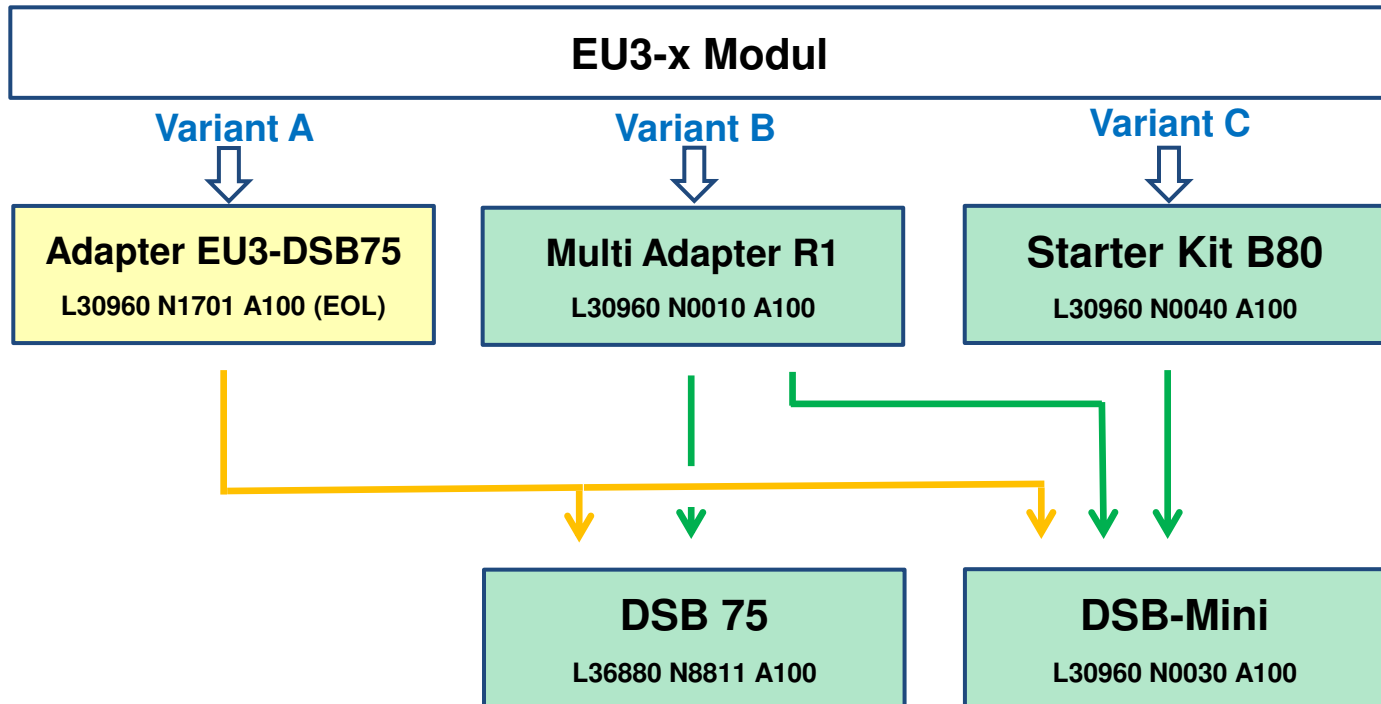 EU3-x Modul
Variant A
Variant B
Variant C
Adapter EU3-DSB75
L30960 N1701 A100 (EOL)
Multi Adapter R1
L30960 N0010 A100
Starter Kit B80
L30960 N0040 A100
DSB 75
L36880 N8811 A100
DSB-Mini
L30960 N0030 A100